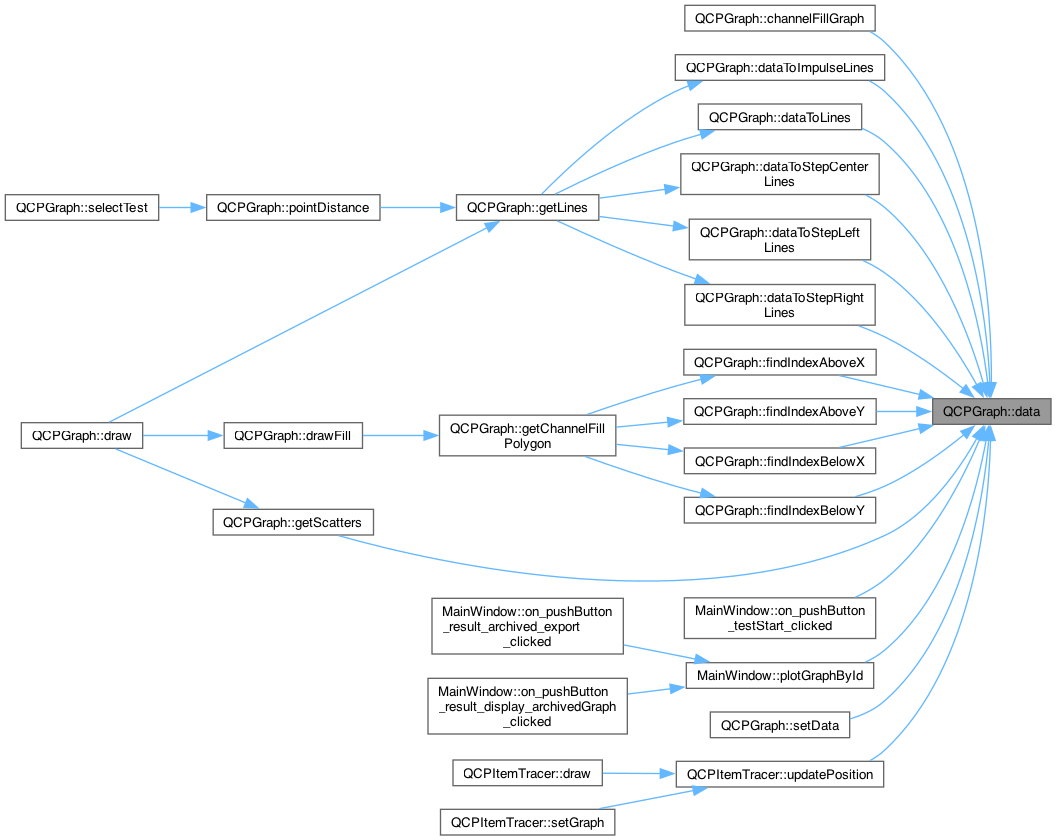 QCPGraph::channelFillGraph
QCPGraph::dataToImpulseLines
QCPGraph::dataToLines
QCPGraph::dataToStepCenter
Lines
QCPGraph::selectTest
QCPGraph::pointDistance
QCPGraph::getLines
QCPGraph::dataToStepLeft
Lines
QCPGraph::dataToStepRight
Lines
QCPGraph::findIndexAboveX
QCPGraph::findIndexAboveY
QCPGraph::data
QCPGraph::draw
QCPGraph::drawFill
QCPGraph::getChannelFill
Polygon
QCPGraph::findIndexBelowX
QCPGraph::findIndexBelowY
QCPGraph::getScatters
MainWindow::on_pushButton
_result_archived_export
_clicked
MainWindow::on_pushButton
_testStart_clicked
MainWindow::plotGraphById
MainWindow::on_pushButton
_result_display_archivedGraph
_clicked
QCPGraph::setData
QCPItemTracer::draw
QCPItemTracer::updatePosition
QCPItemTracer::setGraph